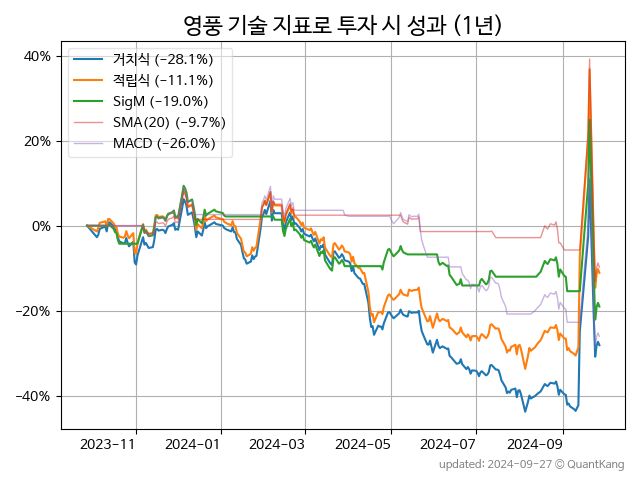 영풍 기술 지표로 투자 시 성과 (1년)
40%
20%
0%
−20%
−40%
거치식 (−28.1%)
적립식 (−11.1%)
SigM (−19.0%)
SMA(20) (−9.7%)
MACD (−26.0%)
2023-11 2024-01 2024-03 2024-05 2024-07 2024-09
updated: 2024-09-27 © QuantKang